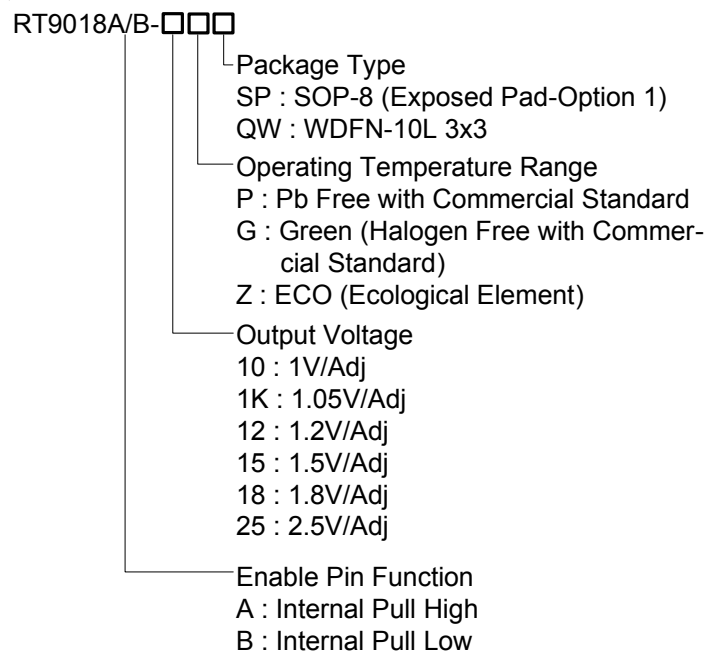 RT9018A/B-□□□
Package Type
SP : SOP-8 (Exposed Pad-Option 1)
QW : WDFN-10L 3x3
Operating Temperature Range
P : Pb Free with Commercial Standard
G : Green (Halogen Free with Commer-
cial Standard)
Z : ECO (Ecological Element)
Output Voltage
10 : 1V/Adj
1K : 1.05V/Adj
12 : 1.2V/Adj
15 : 1.5V/Adj
18 : 1.8V/Adj
25 : 2.5V/Adj
Enable Pin Function
A : Internal Pull High
B : Internal Pull Low